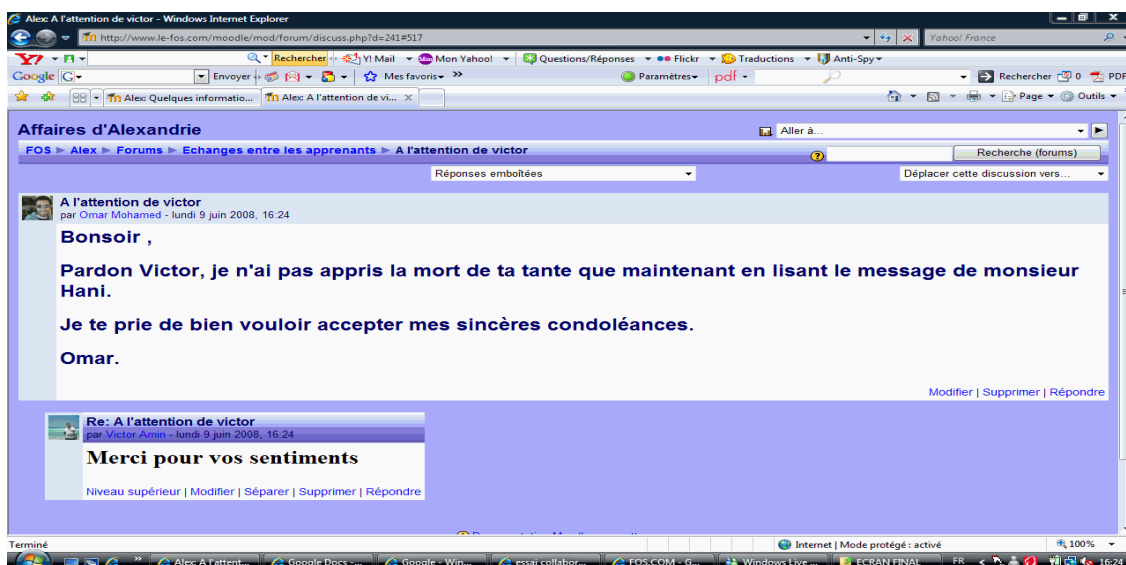 Alex: A l'attention de victor - Windows Internet Explorer
http://www.le-fos.com/moodle/mod/forum/discuss.php?d=241#517
Yahoo! France
Y! Rechercher Y! Mail Mon Yahoo! Questions/Réponses Flickr Traductions Anti-Spy
Google G Envoyer Mes favoris Paramètres pdf Rechercher 0 PDF
Alex: Quelques informatio... Alex: A l'attention de vi... Page Outils
Affaires d'Alexandrie
Aller à...
FOS ► Alex ► Forums ► Echanges entre les apprenants ► A l'attention de victor
Recherche (forums)
Réponses emboîtées
Déplacer cette discussion vers...
A l'attention de victor
par Omar Mohamed - lundi 9 juin 2008, 16:24
Bonsoir ,
Pardon Victor, je n'ai pas appris la mort de ta tante que maintenant en lisant le message de monsieur
Hani.
Je te prie de bien vouloir accepter mes sincères condoléances.
Omar.
Modifier | Supprimer | Répondre
Re: A l'attention de victor
par Victor Amin - lundi 9 juin 2008, 16:24
Merci pour vos sentiments
Niveau supérieur | Modifier | Séparer | Supprimer | Répondre
Terminé
Internet | Mode protégé : activé
100%
Alex: A l'attent... Google Docs -... Google - Win... essai collabor... FOS.COM - G... Windows Live ... ECRAN FINAL FR 16:24